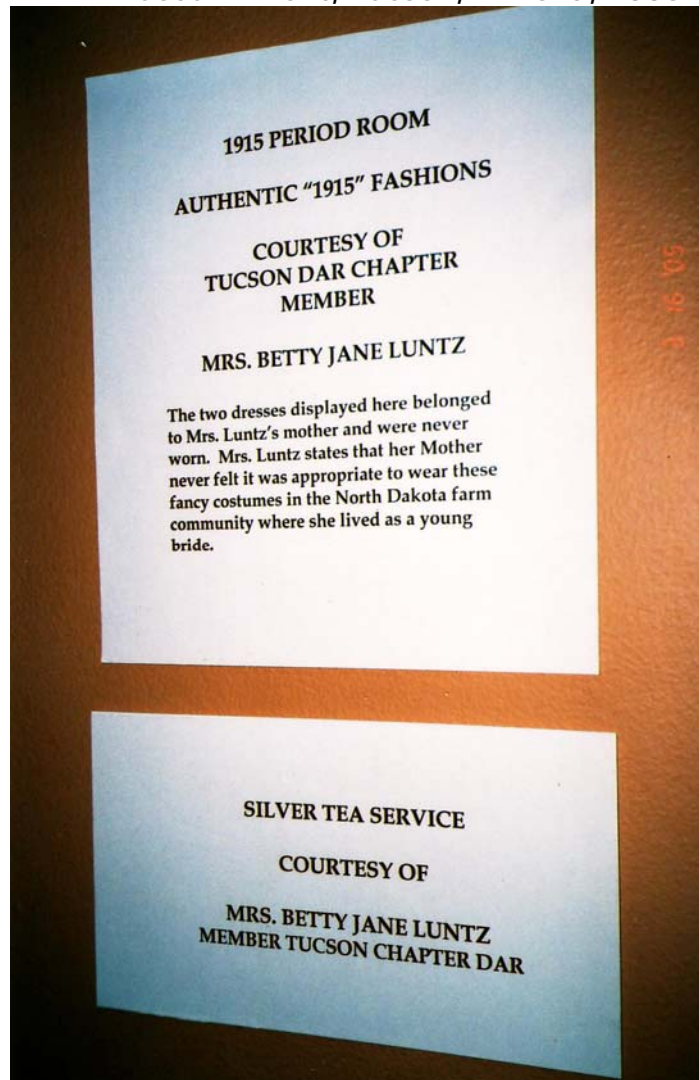 1915 PERIOD ROOM
AUTHENTIC "1915" FASHIONS
COURTESY OF
TUCSON DAR CHAPTER
MEMBER
MRS. BETTY JANE LUNTZ
The two dresses displayed here belonged
to Mrs. Luntz's mother and were never
worn. Mrs. Luntz states that her Mother
never felt it was appropriate to wear these
fancy costumes in the North Dakota farm
community where she lived as a young
bride.
3 16 '05
SILVER TEA SERVICE
COURTESY OF
MRS. BETTY JANE LUNTZ
MEMBER TUCSON CHAPTER DAR